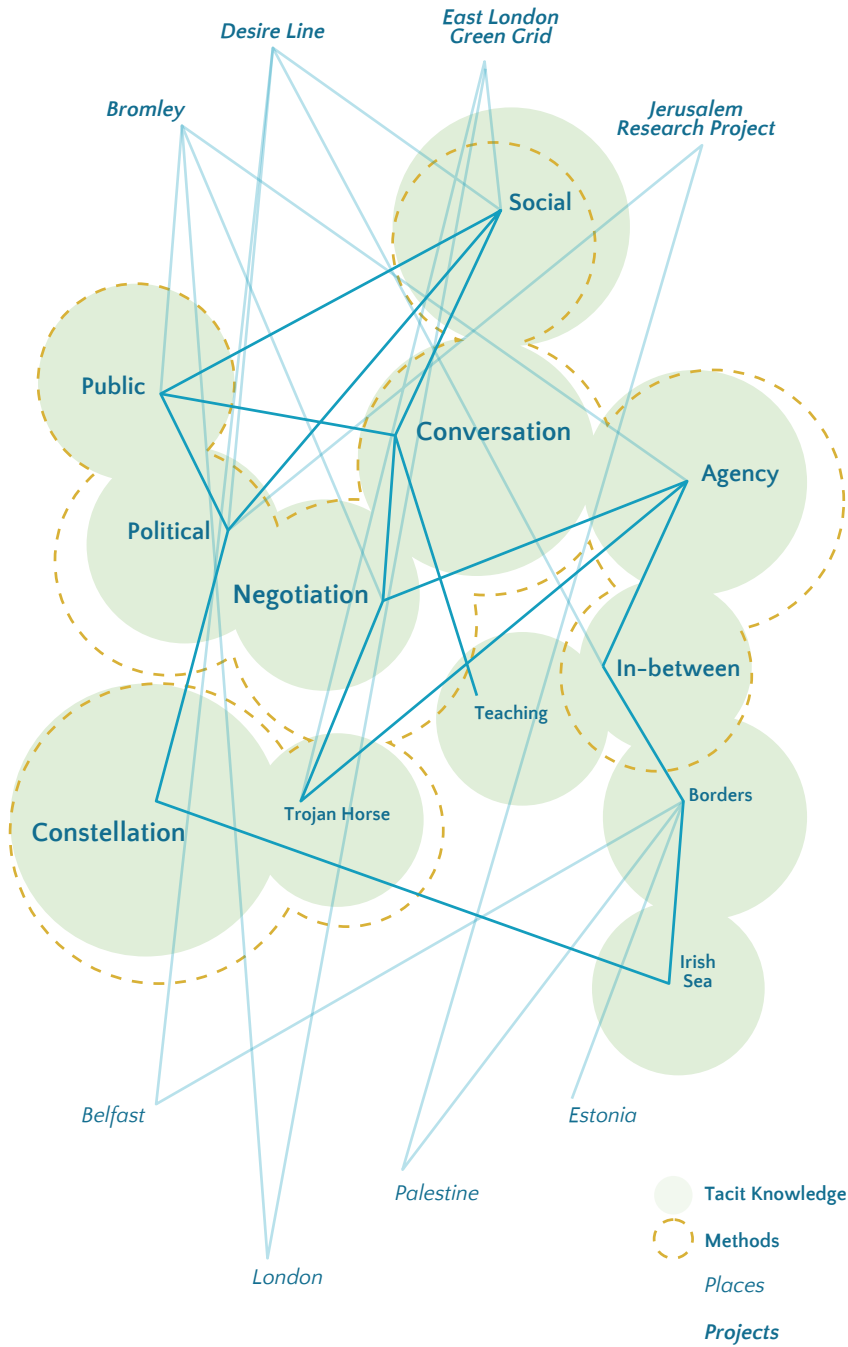 Desire Line
East London
Green Grid
Bromley
Jerusalem
Research Project
Social
Public
Conversation
Agency
Political
Negotiation
In-between
Teaching
Borders
Trojan Horse
Constellation
Irish
Sea
Belfast
Estonia
Palestine
London
Tacit Knowledge
Methods
Places
Projects